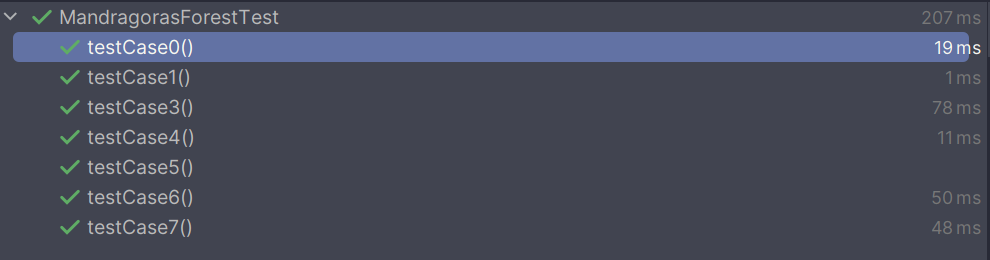 MandragorasForestTest 207 ms
testCase0() 19 ms
testCase1() 1 ms
testCase3() 78 ms
testCase4() 11 ms
testCase5()
testCase6() 50 ms
testCase7() 48 ms